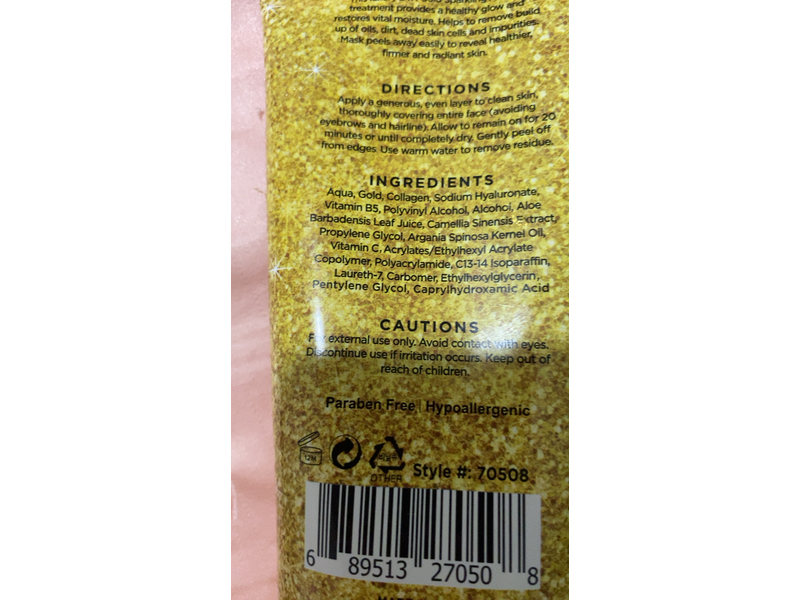 treatment provides a healthy glow and
restores vital moisture. Helps to remove build
up of oils, dirt, dead skin cells and impurities.
Mask peels away easily to reveal healthier,
firmer and radiant skin.
DIRECTIONS
Apply a generous, even layer to clean skin,
thoroughly covering entire face (avoiding
eyebrows and hairline). Allow to remain on for 20
minutes or until completely dry. Gently peel off
from edges. Use warm water to remove residue.
INGREDIENTS
Aqua, Gold, Collagen, Sodium Hyaluronate,
Vitamin B5, Polyvinyl Alcohol, Alcohol, Aloe
Barbadensis Leaf Juice, Camellia Sinensis Extract,
Propylene Glycol, Argania Spinosa Kernel Oil,
Vitamin C, Acrylates/Ethylhexyl Acrylate
Copolymer, Polyacrylamide, C13-14 Isoparaffin,
Laureth-7, Carbomer, Ethylhexylglycerin,
Pentylene Glycol, Caprylhydroxamic Acid
CAUTIONS
For external use only. Avoid contact with eyes.
Discontinue use if irritation occurs. Keep out of
reach of children.
Paraben Free | Hypoallergenic
12M
OTHER
Style #: 70508
6 89513 27050 8